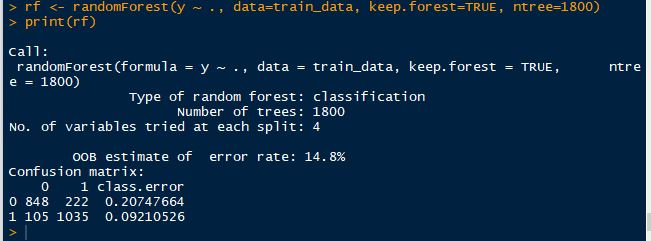 > rf <- randomForest(y ~ ., data=train_data, keep.forest=TRUE, ntree=1800)
> print(rf)
Call:
 randomForest(formula = y ~ ., data = train_data, keep.forest = TRUE,      ntre
e = 1800)
               Type of random forest: classification
                     Number of trees: 1800
No. of variables tried at each split: 4
        OOB estimate of  error rate: 14.8%
Confusion matrix:
    0    1 class.error
0 848  222  0.20747664
1 105 1035  0.09210526
>